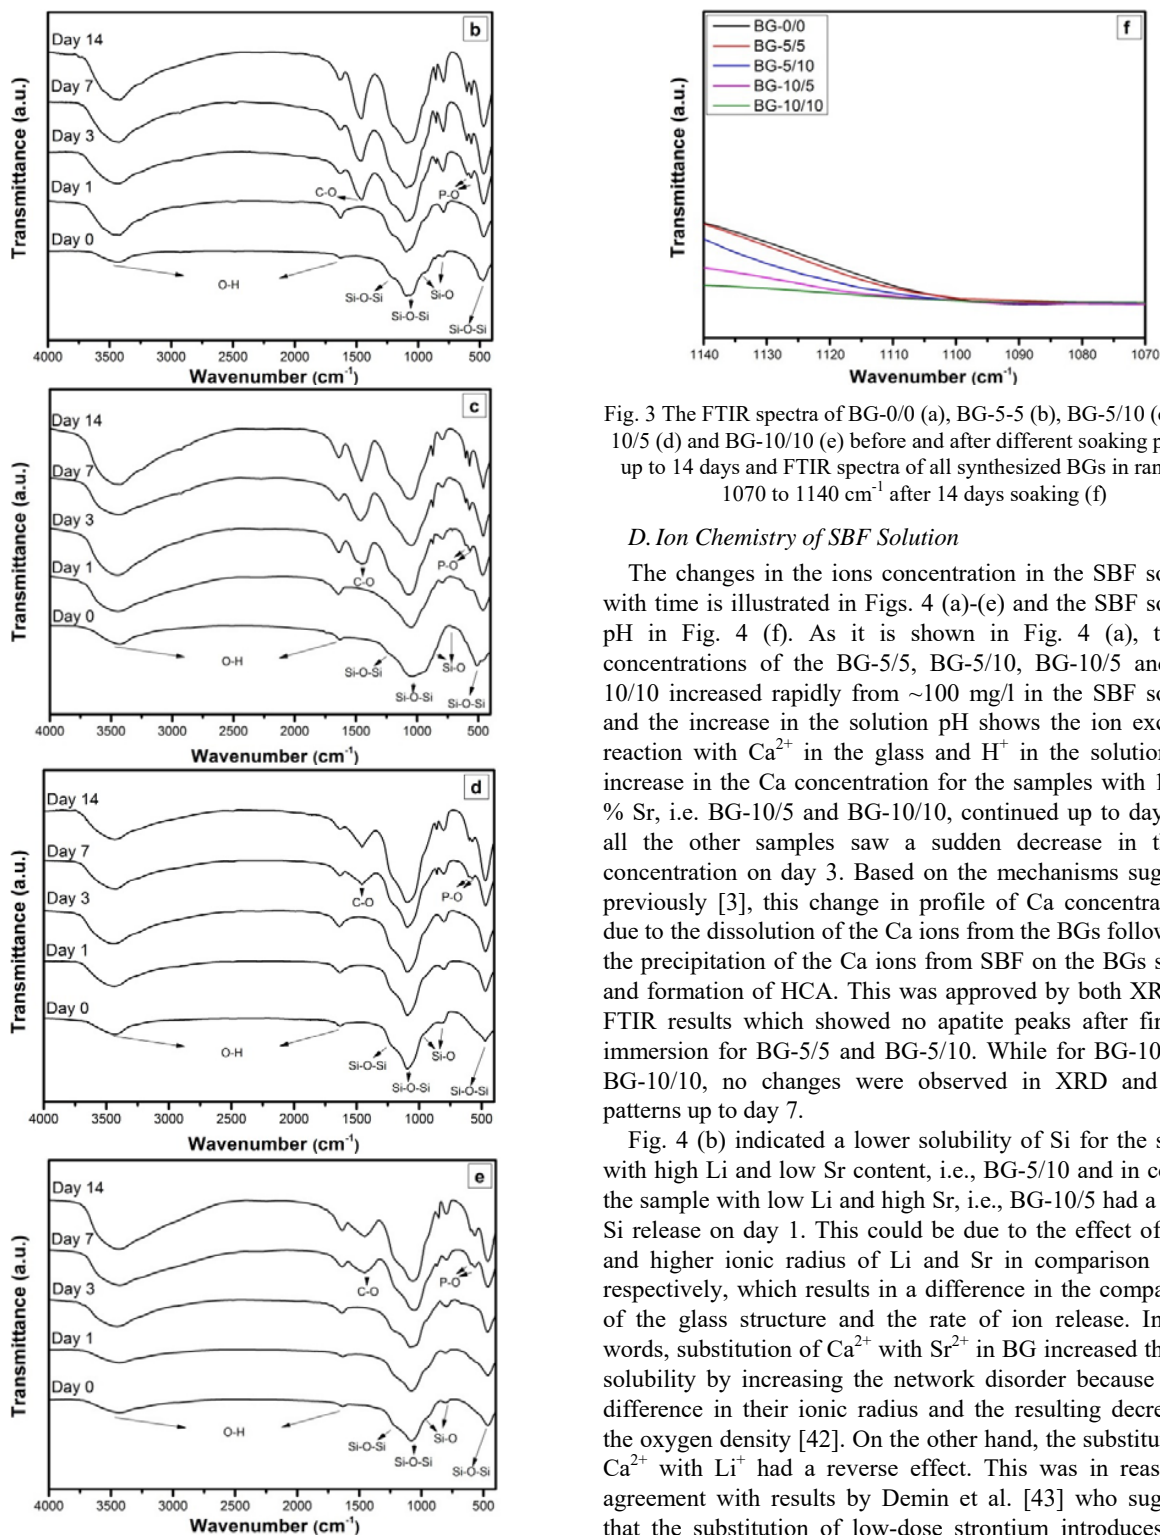 b
Day 14
Day 7
Day 3
Day 1
Day 0
C-O
P-O
O-H
Si-O-Si
Si-O-Si
Si-O
Si-O-Si
Transmittance (a.u.)
4000 3500 3000 2500 2000 1500 1000 500
Wavenumber (cm-1)
c
Day 14
Day 7
Day 3
Day 1
Day 0
C-O
P-O
O-H
Si-O-Si
Si-O-Si
Si-O
Si-O-Si
Transmittance (a.u.)
4000 3500 3000 2500 2000 1500 1000 500
Wavenumber (cm-1)
d
Day 14
Day 7
Day 3
Day 1
Day 0
C-O
P-O
O-H
Si-O-Si
Si-O-Si
Si-O
Si-O-Si
Transmittance (a.u.)
4000 3500 3000 2500 2000 1500 1000 500
Wavenumber (cm-1)
e
Day 14
Day 7
Day 3
Day 1
Day 0
C-O
P-O
O-H
Si-O-Si
Si-O-Si
Si-O
Si-O-Si
Transmittance (a.u.)
4000 3500 3000 2500 2000 1500 1000 500
Wavenumber (cm-1)
f
BG-0/0
BG-5/5
BG-5/10
BG-10/5
BG-10/10
Transmittance (a.u.)
1140 1130 1120 1110 1100 1090 1080 1070
Wavenumber (cm-1)
Fig. 3 The FTIR spectra of BG-0/0 (a), BG-5-5 (b), BG-5/10 (
10/5 (d) and BG-10/10 (e) before and after different soaking p
up to 14 days and FTIR spectra of all synthesized BGs in ran
1070 to 1140 cm-1 after 14 days soaking (f)
D. Ion Chemistry of SBF Solution
The changes in the ions concentration in the SBF so
with time is illustrated in Figs. 4 (a)-(e) and the SBF so
pH in Fig. 4 (f). As it is shown in Fig. 4 (a), t
concentrations of the BG-5/5, BG-5/10, BG-10/5 and
10/10 increased rapidly from ~100 mg/l in the SBF so
and the increase in the solution pH shows the ion exc
reaction with Ca2+ in the glass and H+ in the solution
increase in the Ca concentration for the samples with 1
% Sr, i.e. BG-10/5 and BG-10/10, continued up to day
all the other samples saw a sudden decrease in t
concentration on day 3. Based on the mechanisms sug
previously [3], this change in profile of Ca concentra
due to the dissolution of the Ca ions from the BGs follow
the precipitation of the Ca ions from SBF on the BGs s
and formation of HCA. This was approved by both XR
FTIR results which showed no apatite peaks after fir
immersion for BG-5/5 and BG-5/10. While for BG-10
BG-10/10, no changes were observed in XRD and
patterns up to day 7.
Fig. 4 (b) indicated a lower solubility of Si for the s
with high Li and low Sr content, i.e., BG-5/10 and in co
the sample with low Li and high Sr, i.e., BG-10/5 had a
Si release on day 1. This could be due to the effect of
and higher ionic radius of Li and Sr in comparison
respectively, which results in a difference in the compa
of the glass structure and the rate of ion release. In
words, substitution of Ca2+ with Sr2+ in BG increased th
solubility by increasing the network disorder because
difference in their ionic radius and the resulting decre
the oxygen density [42]. On the other hand, the substitu
Ca2+ with Li+ had a reverse effect. This was in reas
agreement with results by Demin et al. [43] who sug
that the substitution of low-dose strontium introduces